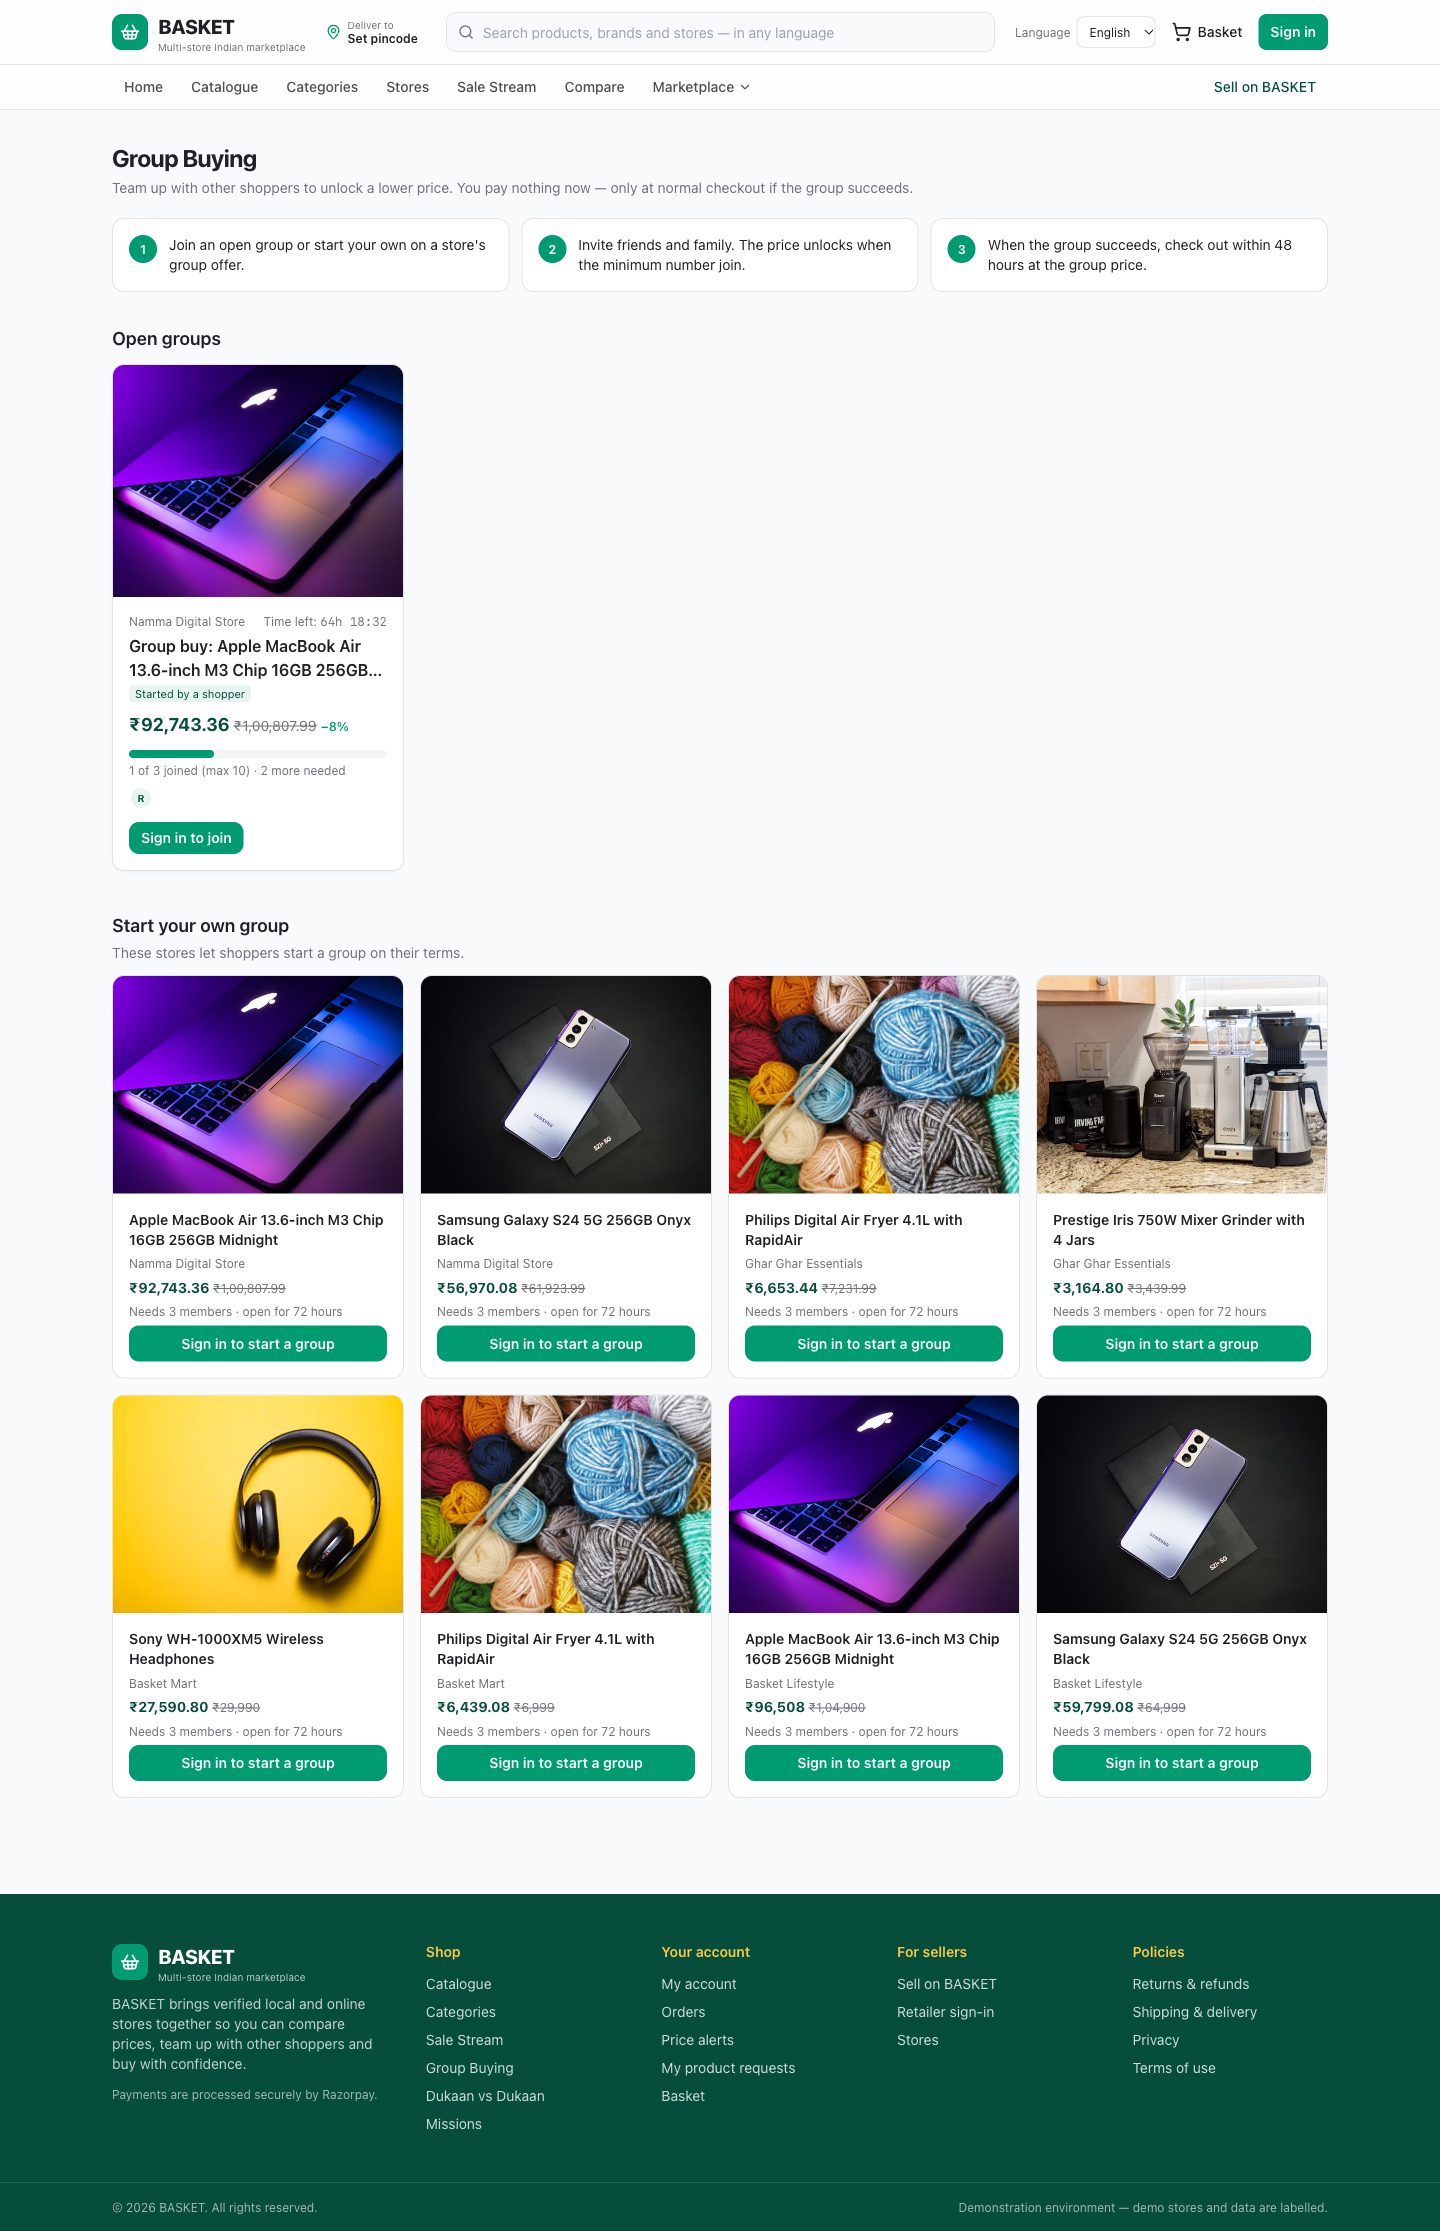 BASKET
Multi-store Indian marketplace
Deliver to
Set pincode
Search products, brands and stores — in any language
Language
English
Basket
Sign in
Home
Catalogue
Categories
Stores
Sale Stream
Compare
Marketplace
Sell on BASKET
Group Buying
Team up with other shoppers to unlock a lower price. You pay nothing now — only at normal checkout if the group succeeds.
1
Join an open group or start your own on a store's
group offer.
2
Invite friends and family. The price unlocks when
the minimum number join.
3
When the group succeeds, check out within 48
hours at the group price.
Open groups
Namma Digital Store
Time left: 64h 18:32
Group buy: Apple MacBook Air
13.6-inch M3 Chip 16GB 256GB...
Started by a shopper
₹92,743.36 ₹1,00,807.99 −8%
1 of 3 joined (max 10) · 2 more needed
R
Sign in to join
Start your own group
These stores let shoppers start a group on their terms.
Apple MacBook Air 13.6-inch M3 Chip
16GB 256GB Midnight
Namma Digital Store
₹92,743.36 ₹1,00,807.99
Needs 3 members · open for 72 hours
Sign in to start a group
SAMSUNG
S21+ 5G
Samsung Galaxy S24 5G 256GB Onyx
Black
Namma Digital Store
₹56,970.08 ₹61,923.99
Needs 3 members · open for 72 hours
Sign in to start a group
Philips Digital Air Fryer 4.1L with
RapidAir
Ghar Ghar Essentials
₹6,653.44 ₹7,231.99
Needs 3 members · open for 72 hours
Sign in to start a group
IRVING FAR
Prestige Iris 750W Mixer Grinder with
4 Jars
Ghar Ghar Essentials
₹3,164.80 ₹3,439.99
Needs 3 members · open for 72 hours
Sign in to start a group
Sony WH-1000XM5 Wireless
Headphones
Basket Mart
₹27,590.80 ₹29,990
Needs 3 members · open for 72 hours
Sign in to start a group
Philips Digital Air Fryer 4.1L with
RapidAir
Basket Mart
₹6,439.08 ₹6,999
Needs 3 members · open for 72 hours
Sign in to start a group
Apple MacBook Air 13.6-inch M3 Chip
16GB 256GB Midnight
Basket Lifestyle
₹96,508 ₹1,04,900
Needs 3 members · open for 72 hours
Sign in to start a group
SAMSUNG
S21+ 5G
Samsung Galaxy S24 5G 256GB Onyx
Black
Basket Lifestyle
₹59,799.08 ₹64,999
Needs 3 members · open for 72 hours
Sign in to start a group
BASKET
Multi-store Indian marketplace
BASKET brings verified local and online
stores together so you can compare
prices, team up with other shoppers and
buy with confidence.
Payments are processed securely by Razorpay.
Shop
Catalogue
Categories
Sale Stream
Group Buying
Dukaan vs Dukaan
Missions
Your account
My account
Orders
Price alerts
My product requests
Basket
For sellers
Sell on BASKET
Retailer sign-in
Stores
Policies
Returns & refunds
Shipping & delivery
Privacy
Terms of use
© 2026 BASKET. All rights reserved.
Demonstration environment — demo stores and data are labelled.